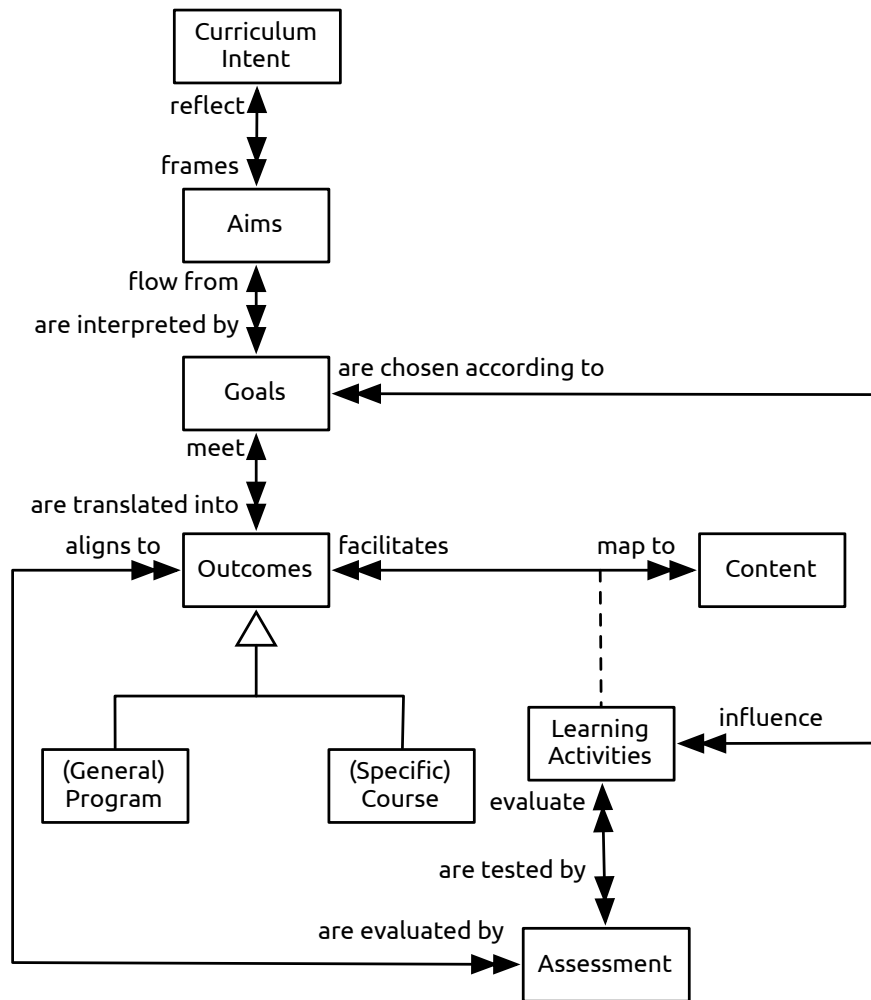 Curriculum
Intent
reflect
frames
Aims
flow from
are interpreted by
are chosen according to
Goals
meet
are translated into
aligns to
facilitates
map to
Outcomes
Content
influence
Learning
Activities
(General)
Program
(Specific)
Course
evaluate
are tested by
are evaluated by
Assessment